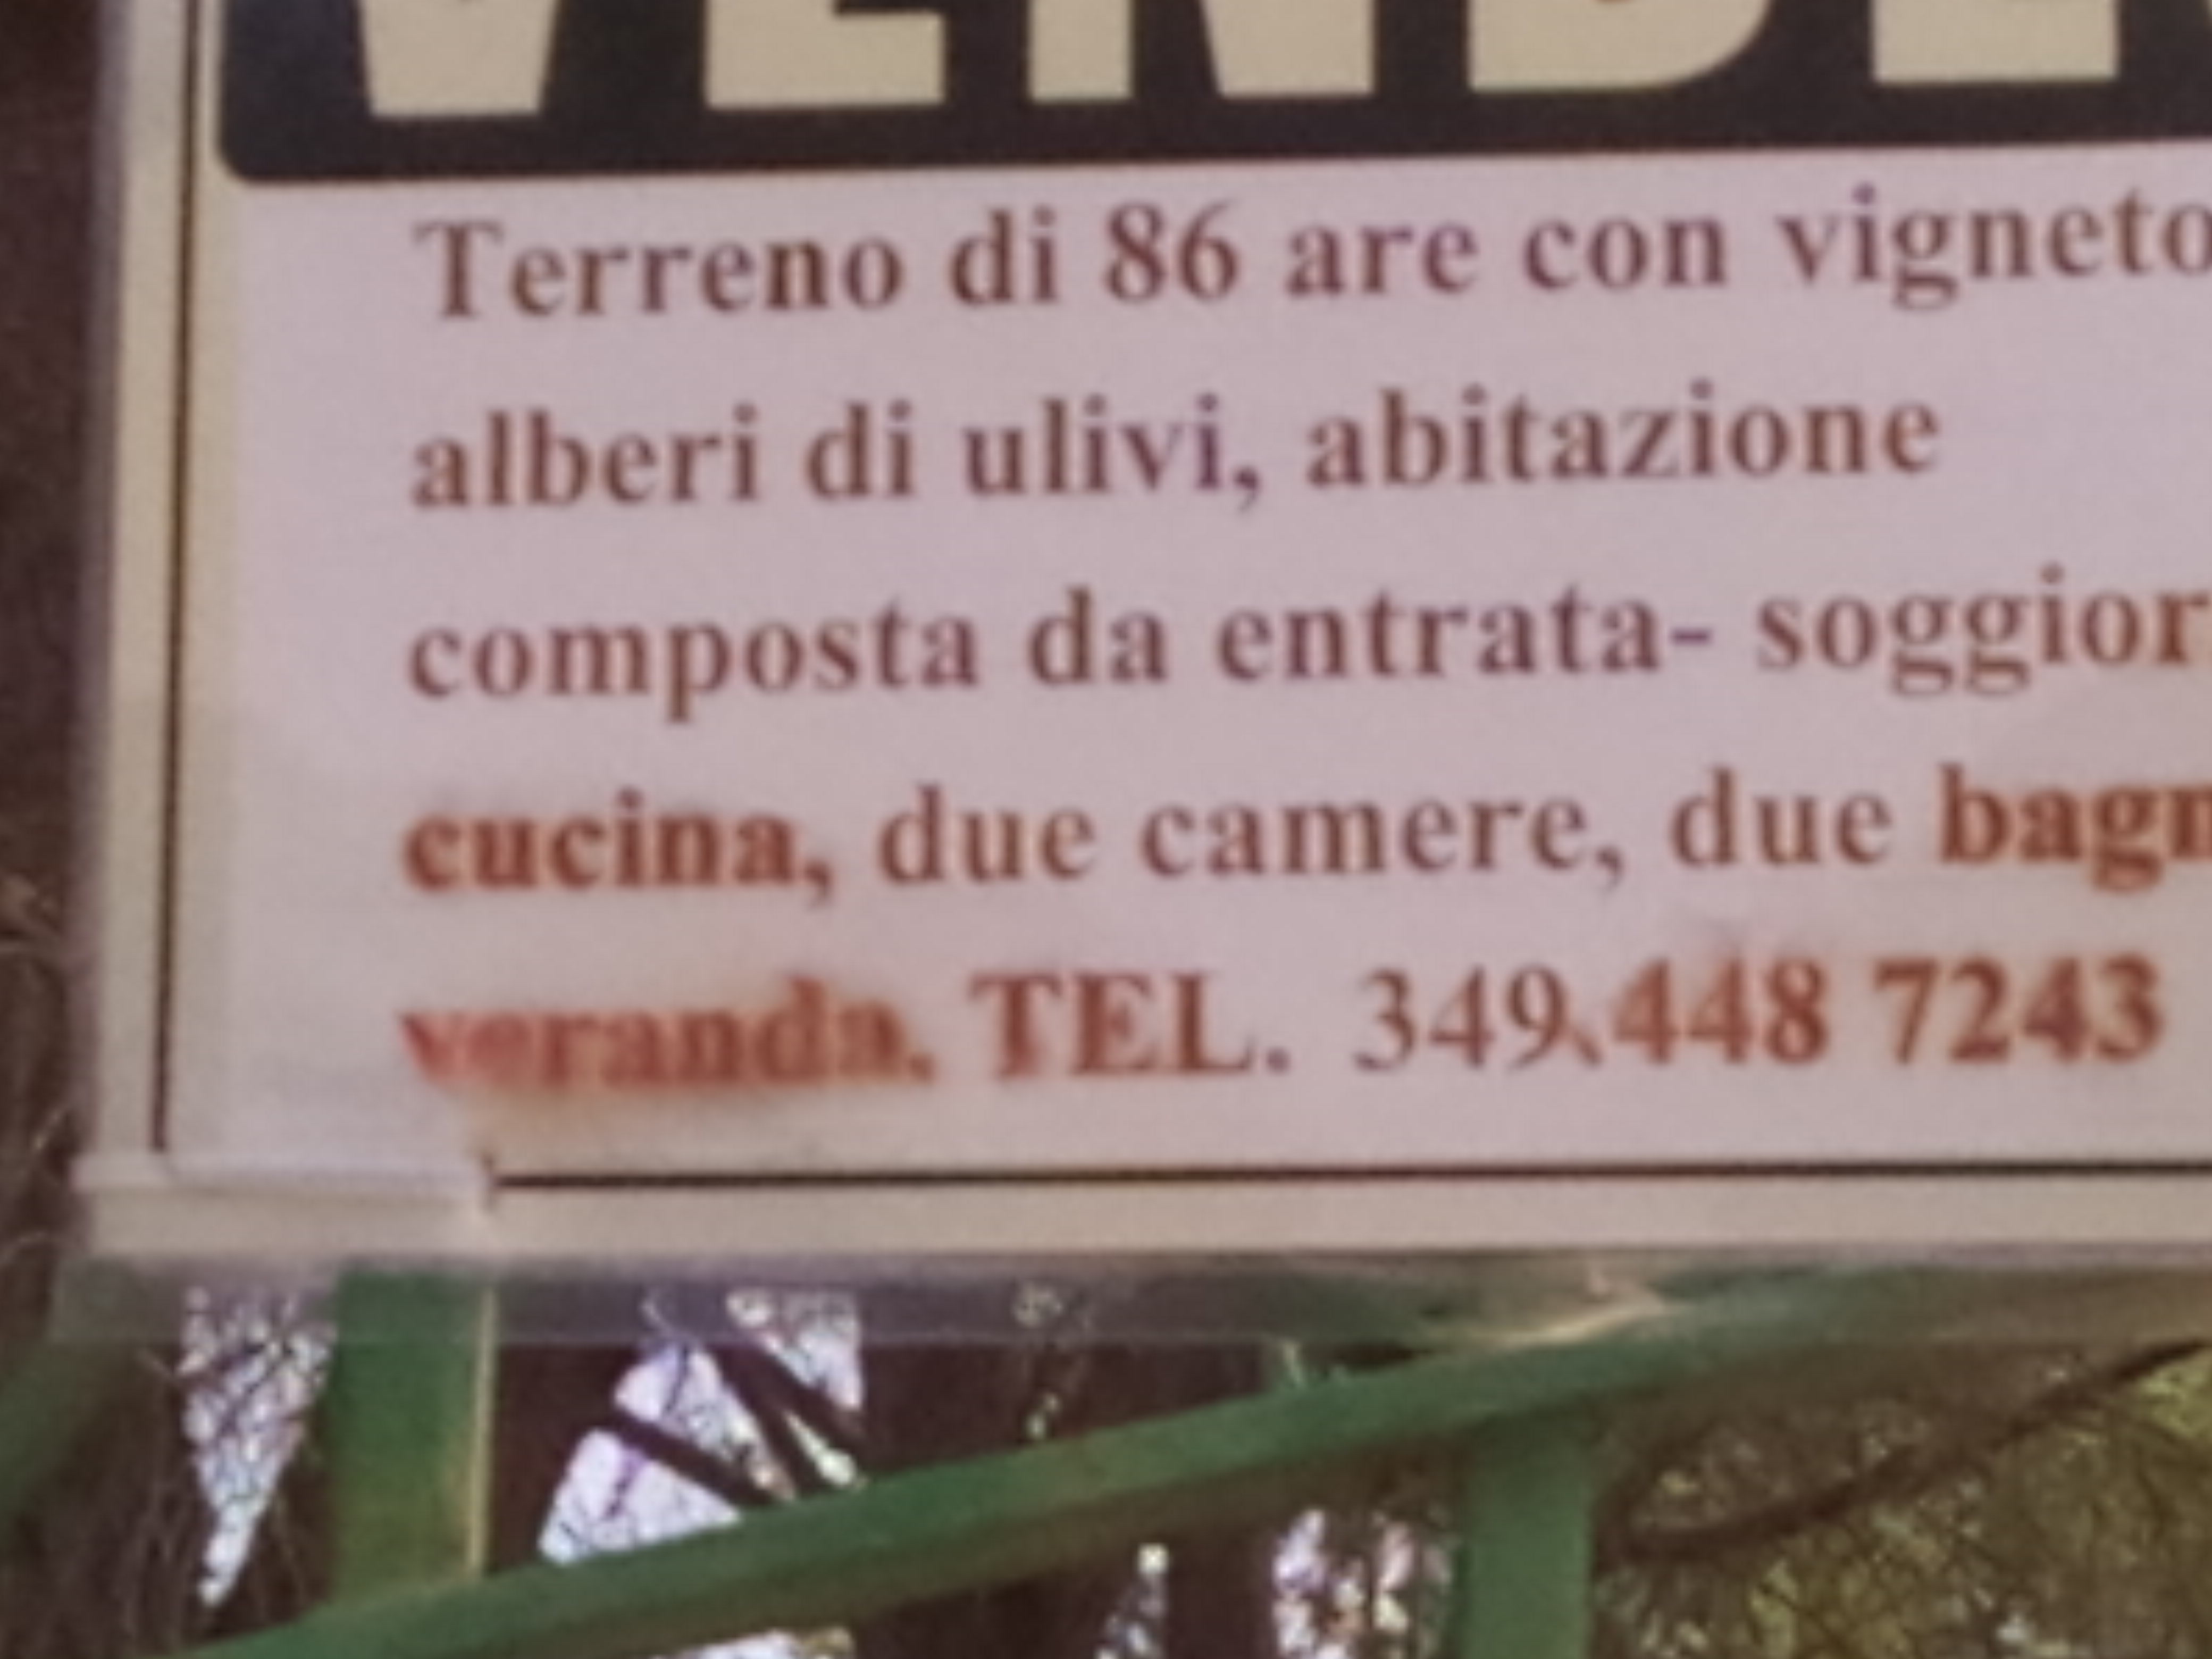 VENDE
Terreno di 86 are con vigneto
alberi di ulivi, abitazione
composta da entrata- soggior
cucina, due camere, due bagn
veranda. TEL. 349.448 7243